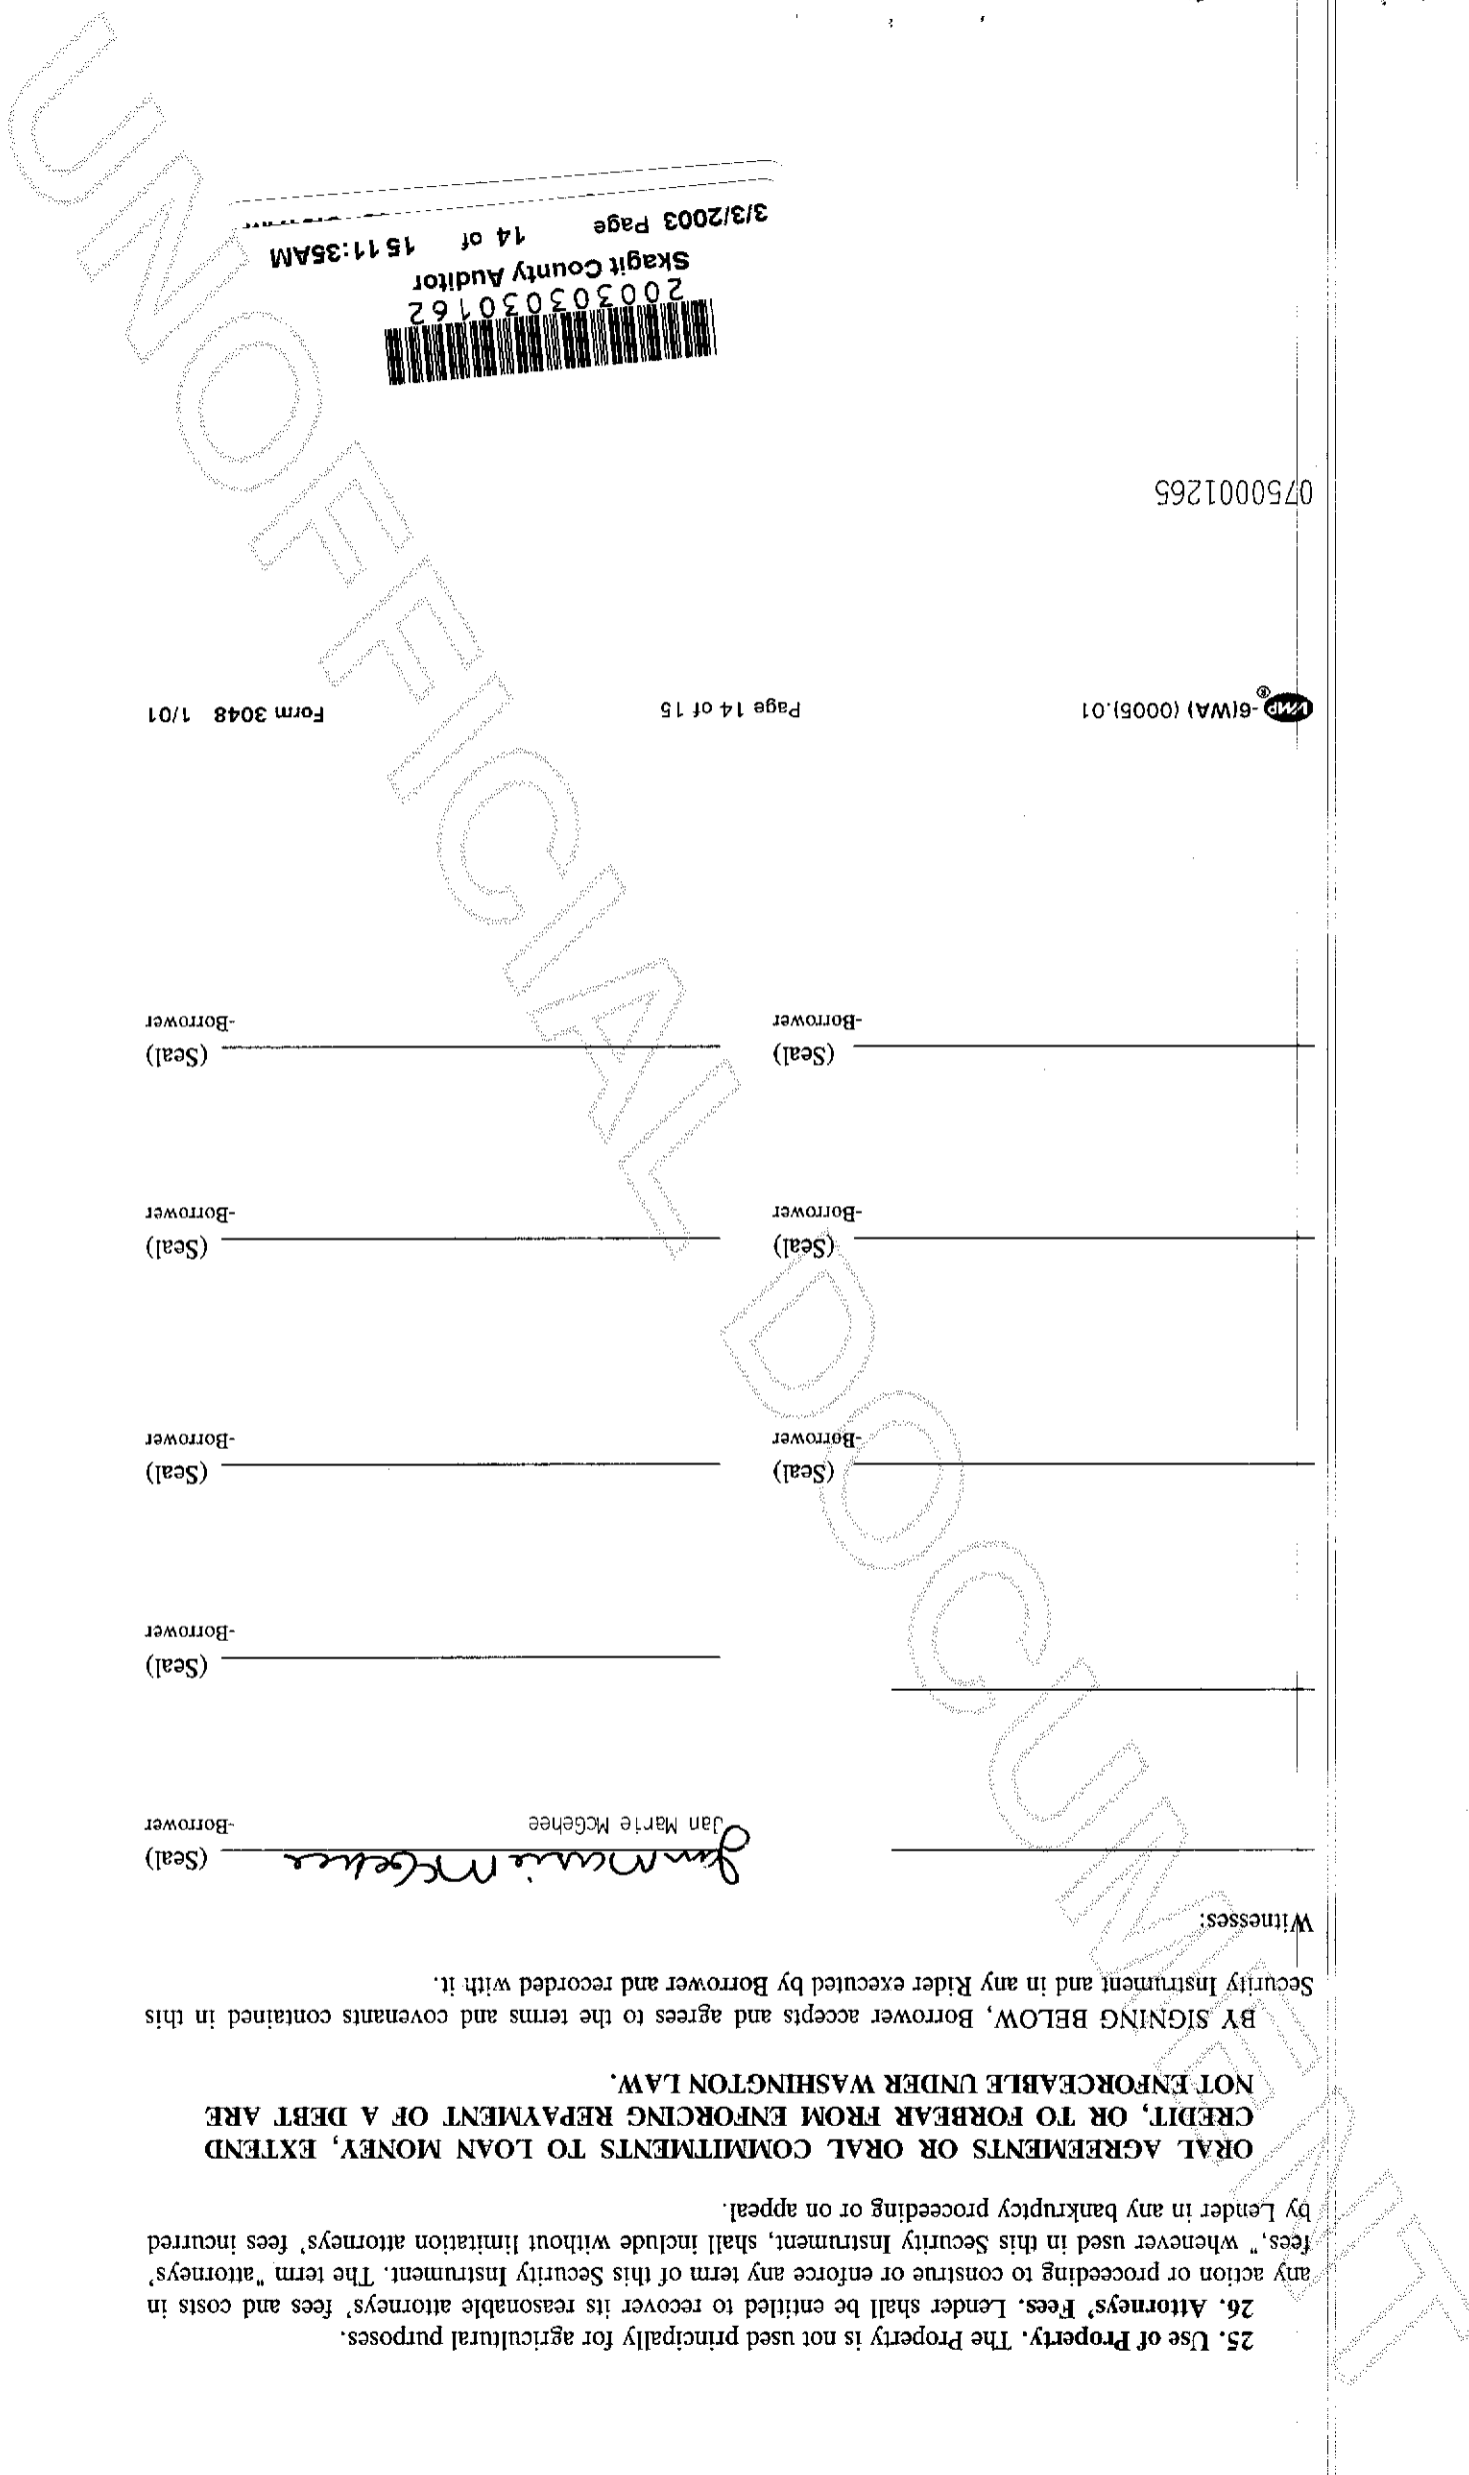 25. Use of Property. The Property is not used principally for agricultural purposes.
26. Attorneys' Fees. Lender shall be entitled to recover its reasonable attorneys' fees and costs in
any action or proceeding to construe or enforce any term of this Security Instrument. The term "attorneys'
fees," whenever used in this Security Instrument, shall include without limitation attorneys' fees incurred
by Lender in any bankruptcy proceeding or on appeal.
ORAL AGREEMENTS OR ORAL COMMITMENTS TO LOAN MONEY, EXTEND
CREDIT, OR TO FORBEAR FROM ENFORCING REPAYMENT OF A DEBT ARE
NOT ENFORCEABLE UNDER WASHINGTON LAW.
BY SIGNING BELOW, Borrower accepts and agrees to the terms and covenants contained in this
Security Instrument and in any Rider executed by Borrower and recorded with it.
Witnesses:
Jan Marie McGehee (Seal)
Jan Marie McGehee -Borrower
(Seal)
-Borrower
(Seal) (Seal)
-Borrower -Borrower
(Seal) (Seal)
-Borrower -Borrower
(Seal) (Seal)
-Borrower -Borrower
VMP®-6(WA) (0005).01 Page 14 of 15 Form 3048 1/01
0750001265
200303030162
Skagit County Auditor
3/3/2003 Page 14 of 15 11:35AM
UNOFFICIAL DOCUMENT